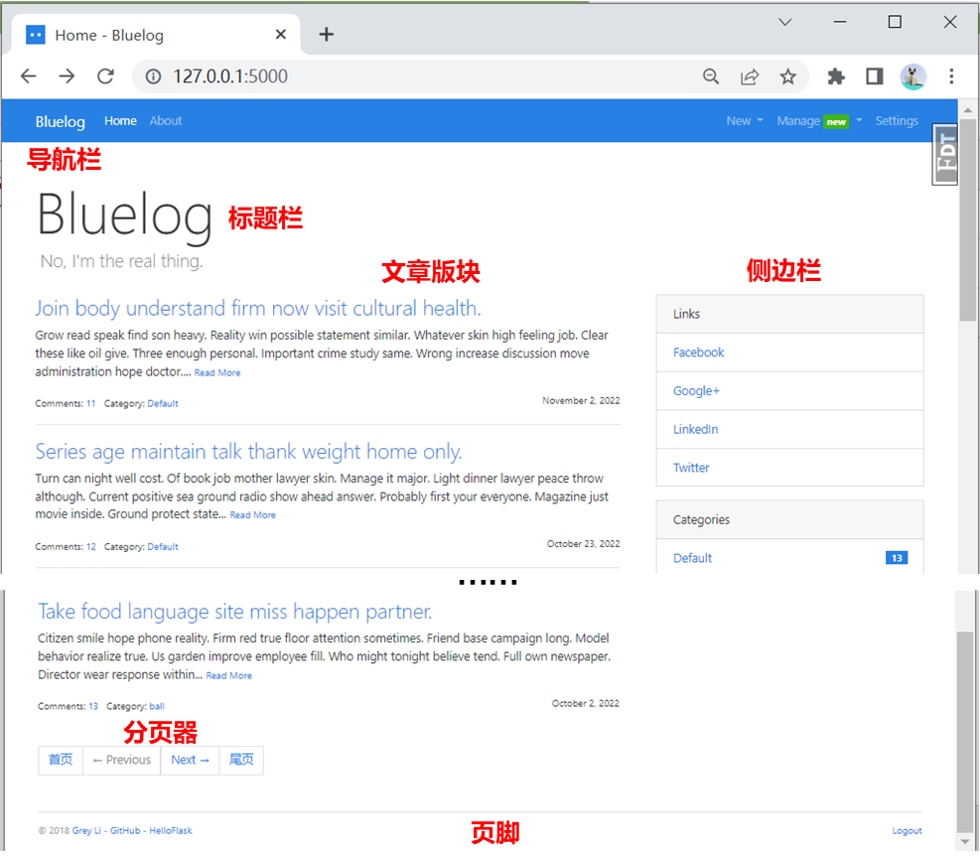 Home - Bluelog
127.0.0.1:5000
Bluelog Home About New Manage new Settings
FDT
导航栏
Bluelog 标题栏
No, I'm the real thing.
文章版块
侧边栏
Join body understand firm now visit cultural health.
Grow read speak find son heavy. Reality win possible statement similar. Whatever skin high feeling job. Clear
these like oil give. Three enough personal. Important crime study same. Wrong increase discussion move
administration hope doctor.... Read More
Comments: 11 Category: Default November 2, 2022
Series age maintain talk thank weight home only.
Turn can night well cost. Of book job mother lawyer skin. Manage it major. Light dinner lawyer peace throw
although. Current positive sea ground radio show ahead answer. Probably first your everyone. Magazine just
movie inside. Ground protect state... Read More
Comments: 12 Category: Default October 23, 2022
Links
Facebook
Google+
LinkedIn
Twitter
Categories
Default 13
......
Take food language site miss happen partner.
Citizen smile hope phone reality. Firm red true floor attention sometimes. Friend base campaign long. Model
behavior realize true. Us garden improve employee fill. Who might tonight believe tend. Full own newspaper.
Director wear response within... Read More
Comments: 13 Category: ball October 2, 2022
分页器
首页 ← Previous Next → 尾页
© 2018 Grey Li - GitHub - HelloFlask 页脚 Logout